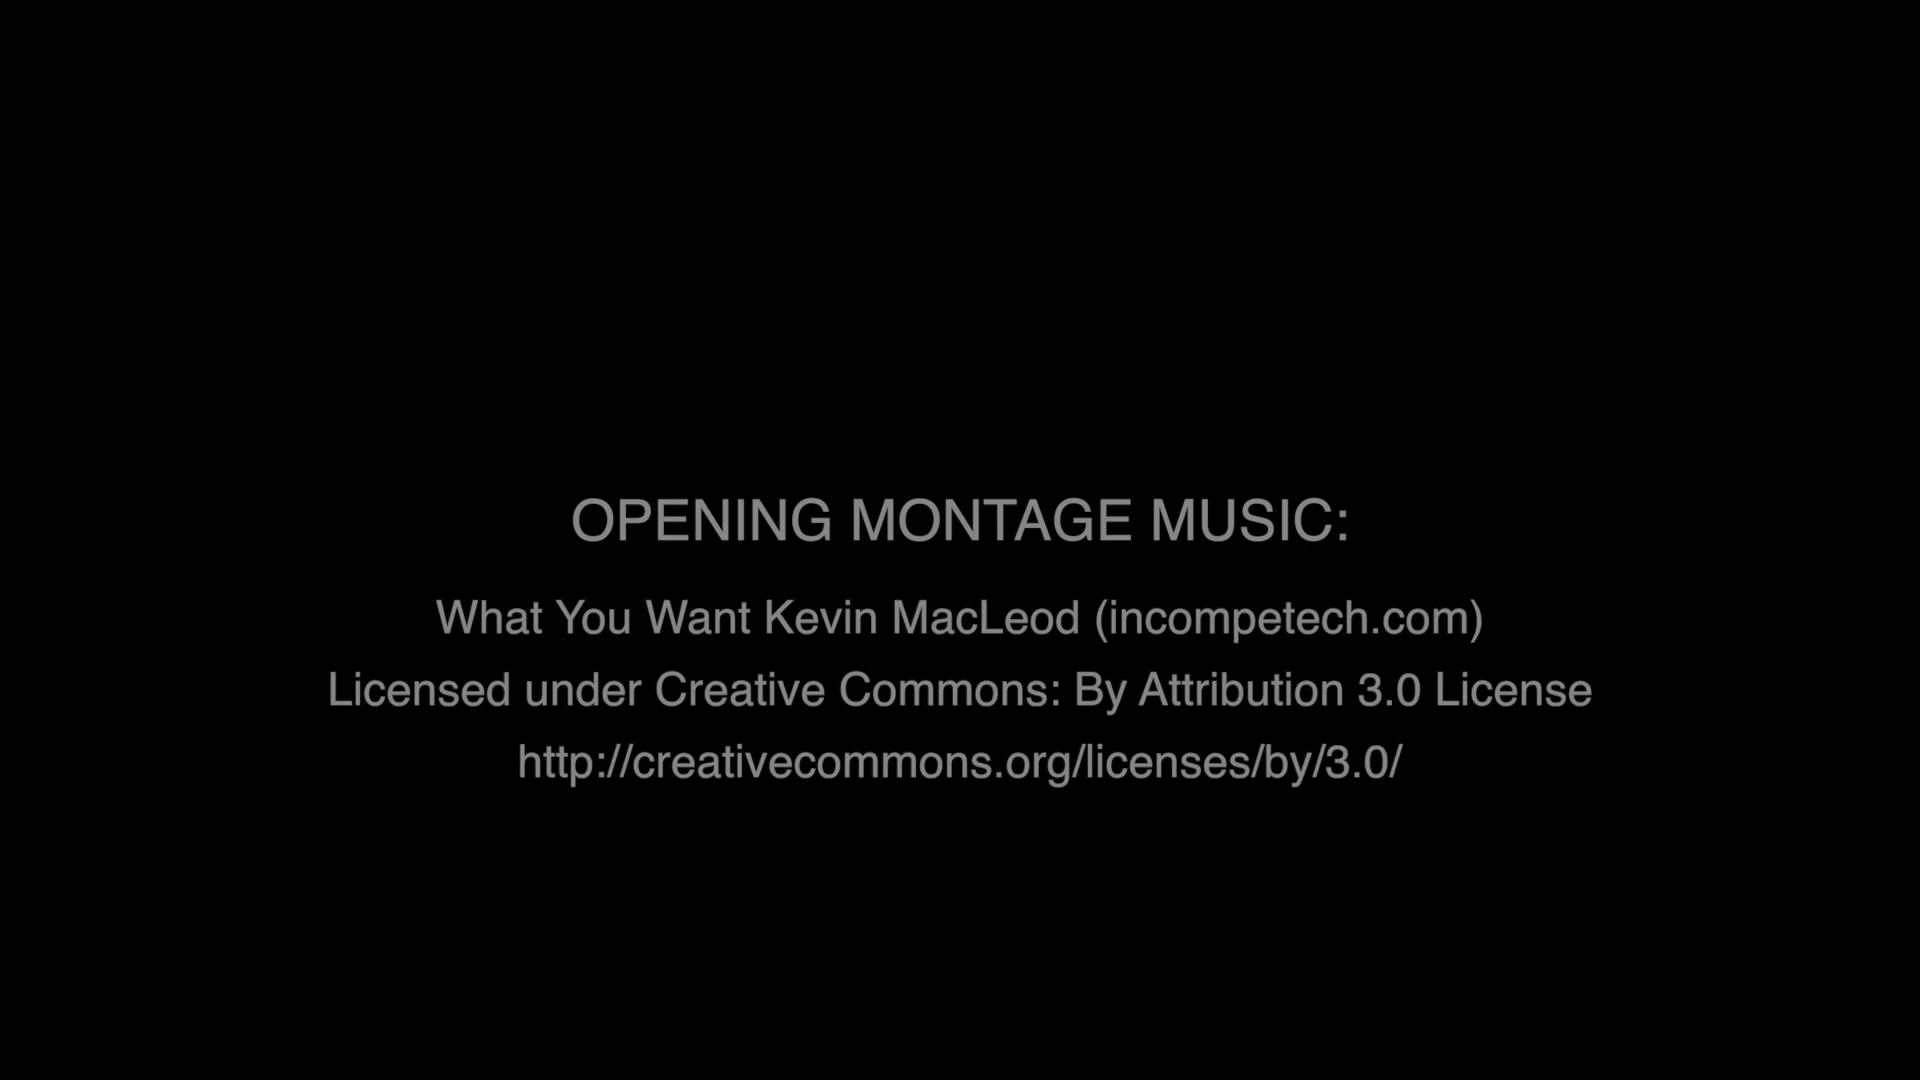 OPENING MONTAGE MUSIC:
What You Want Kevin MacLeod (incompetech.com)
Licensed under Creative Commons: By Attribution 3.0 License
http://creativecommons.org/licenses/by/3.0/